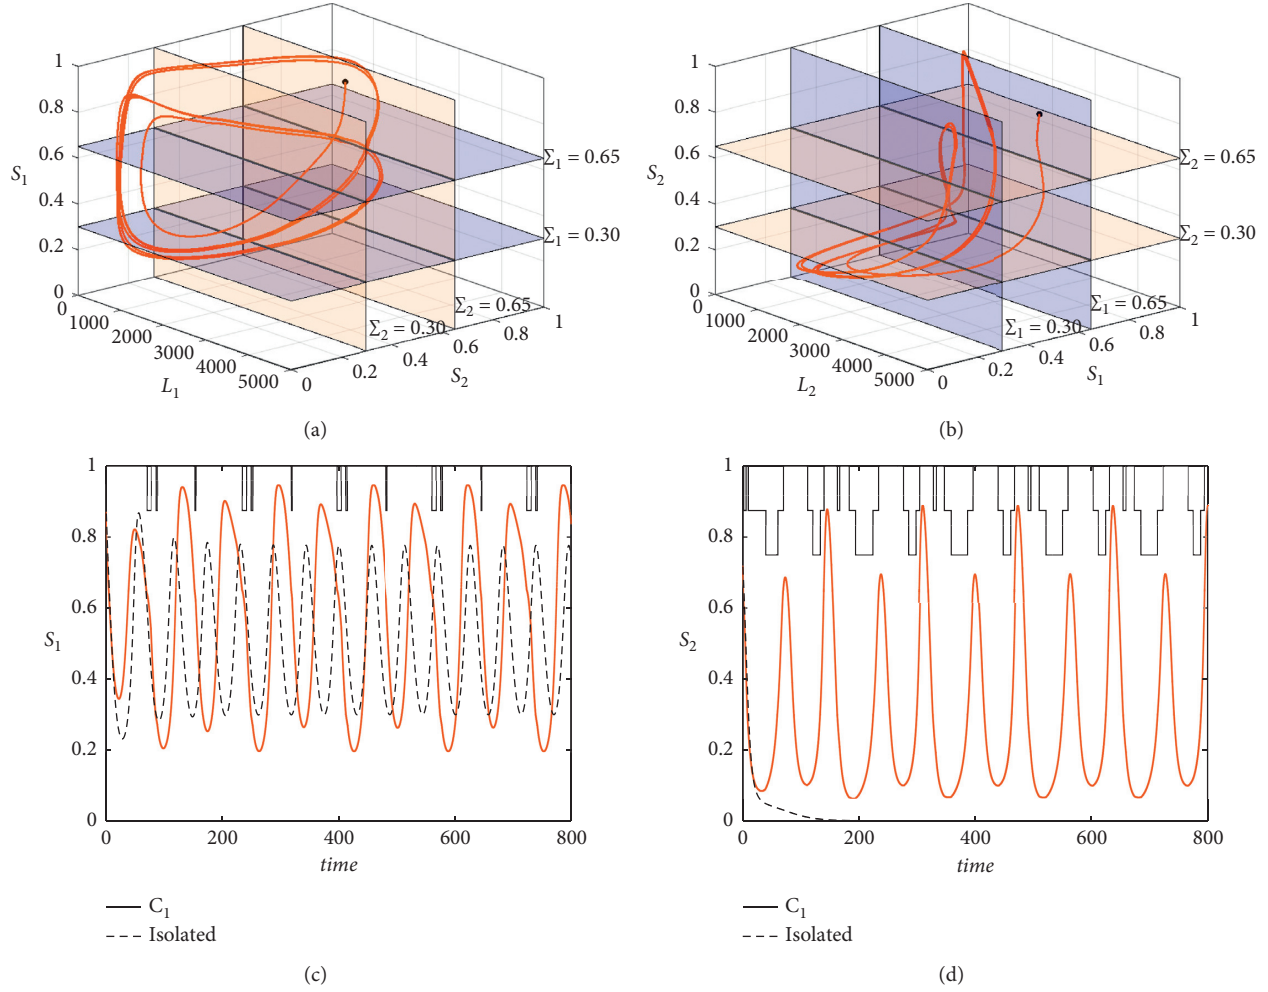 1
0.8
0.6
S1
0.4
0.2
0
0
1000
2000
3000
4000
5000
L1
0
0.2
0.4
0.6
0.8
1
S2
Σ1 = 0.65
Σ1 = 0.30
Σ2 = 0.65
Σ2 = 0.30
(a)
1
0.8
0.6
S2
0.4
0.2
0
0
1000
2000
3000
4000
5000
L2
0
0.2
0.4
0.6
0.8
1
S1
Σ2 = 0.65
Σ2 = 0.30
Σ1 = 0.65
Σ1 = 0.30
(b)
1
0.8
0.6
S1
0.4
0.2
0
0 200 400 600 800
time
C1
Isolated
(c)
1
0.8
0.6
S2
0.4
0.2
0
0 200 400 600 800
time
C1
Isolated
(d)